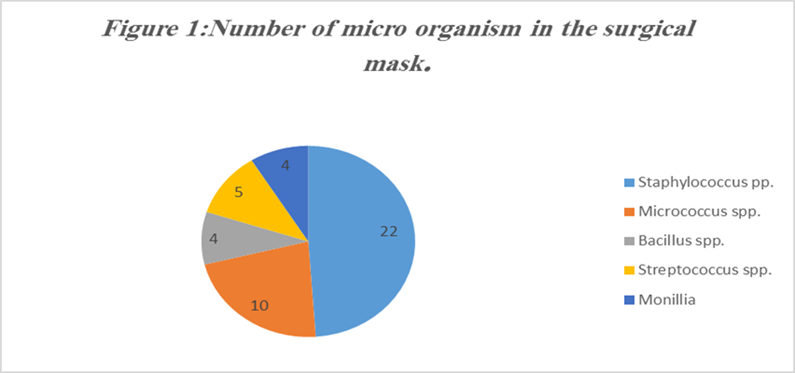 Figure 1:Number of micro organism in the surgical
mask.
4
5
4
10
22
Staphylococcus pp.
Micrococcus spp.
Bacillus spp.
Streptococcus spp.
Monillia